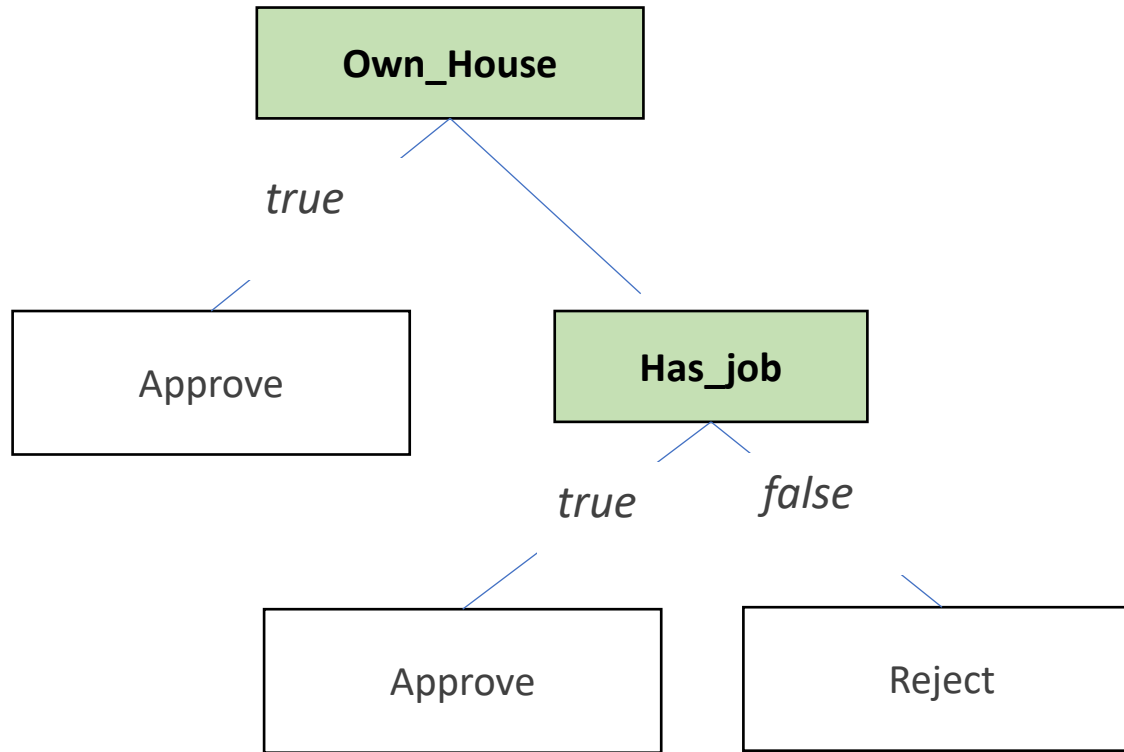 Own_House
true
Approve
Has_job
true
false
Approve
Reject